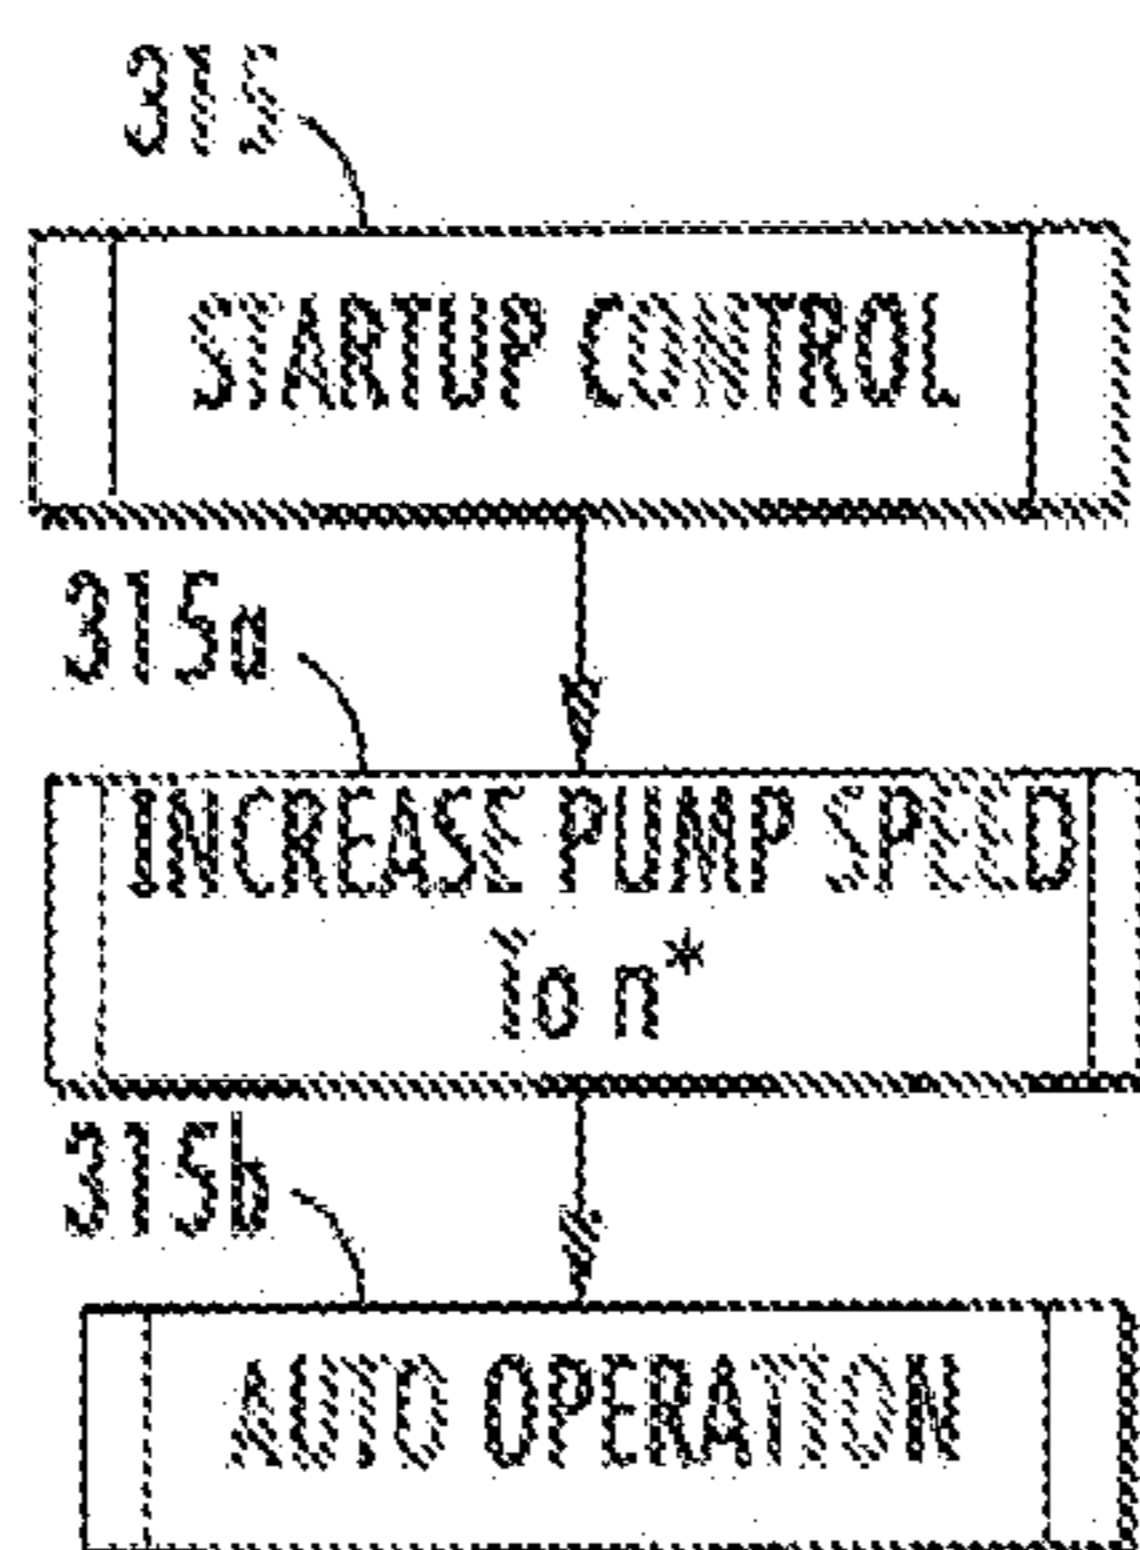 315
STARTUP CONTROL
315a
INCREASE PUMP SPEED
To n*
315b
AUTO OPERATION